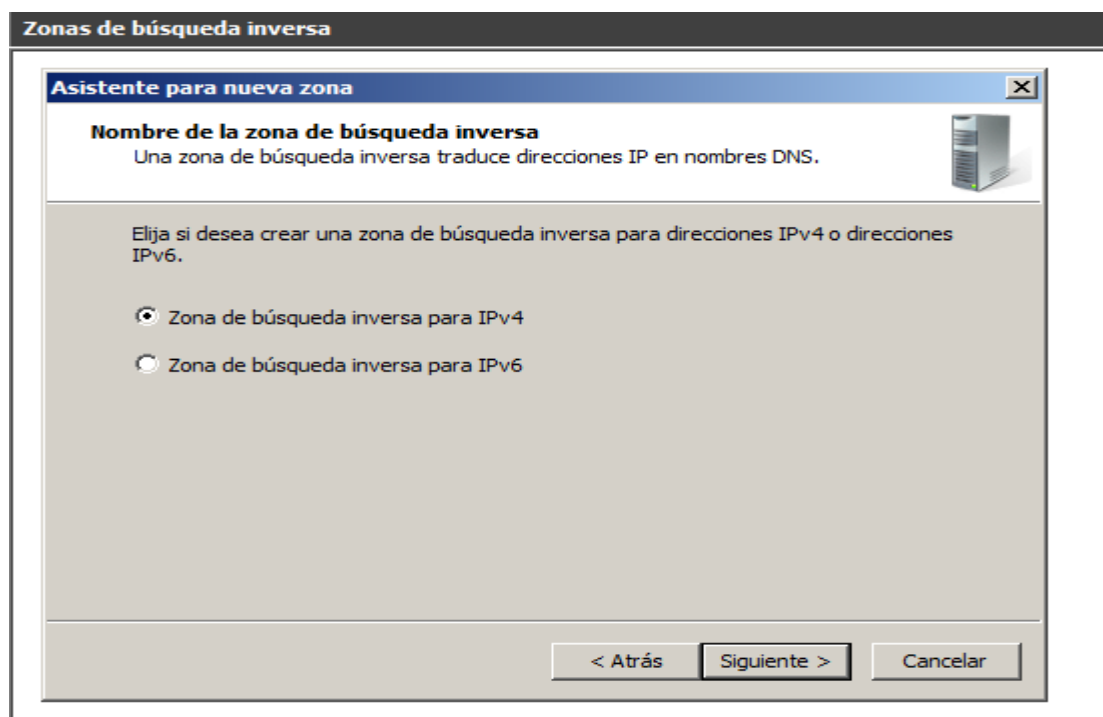 Zonas de búsqueda inversa
Asistente para nueva zona
Nombre de la zona de búsqueda inversa
Una zona de búsqueda inversa traduce direcciones IP en nombres DNS.
Elija si desea crear una zona de búsqueda inversa para direcciones IPv4 o direcciones
IPv6.
Zona de búsqueda inversa para IPv4
Zona de búsqueda inversa para IPv6
< Atrás Siguiente > Cancelar